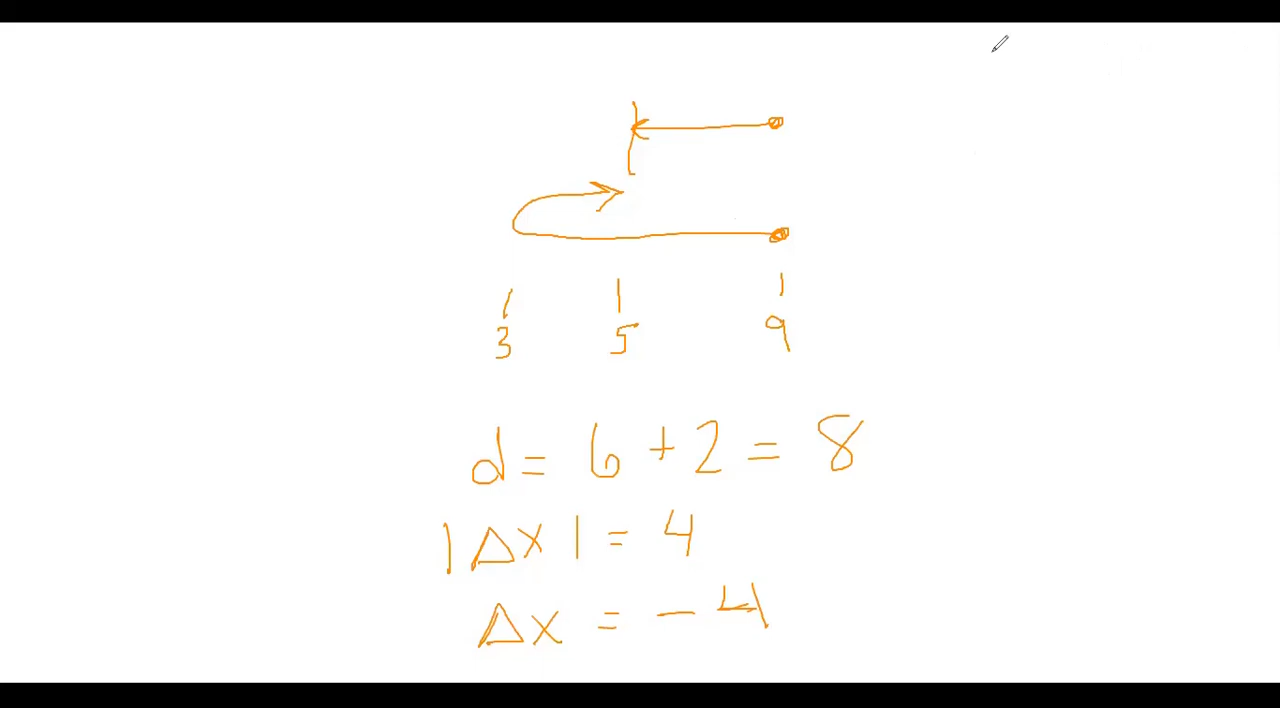 3 5 9
d = 6 + 2 = 8
|Δx| = 4
Δx = -4